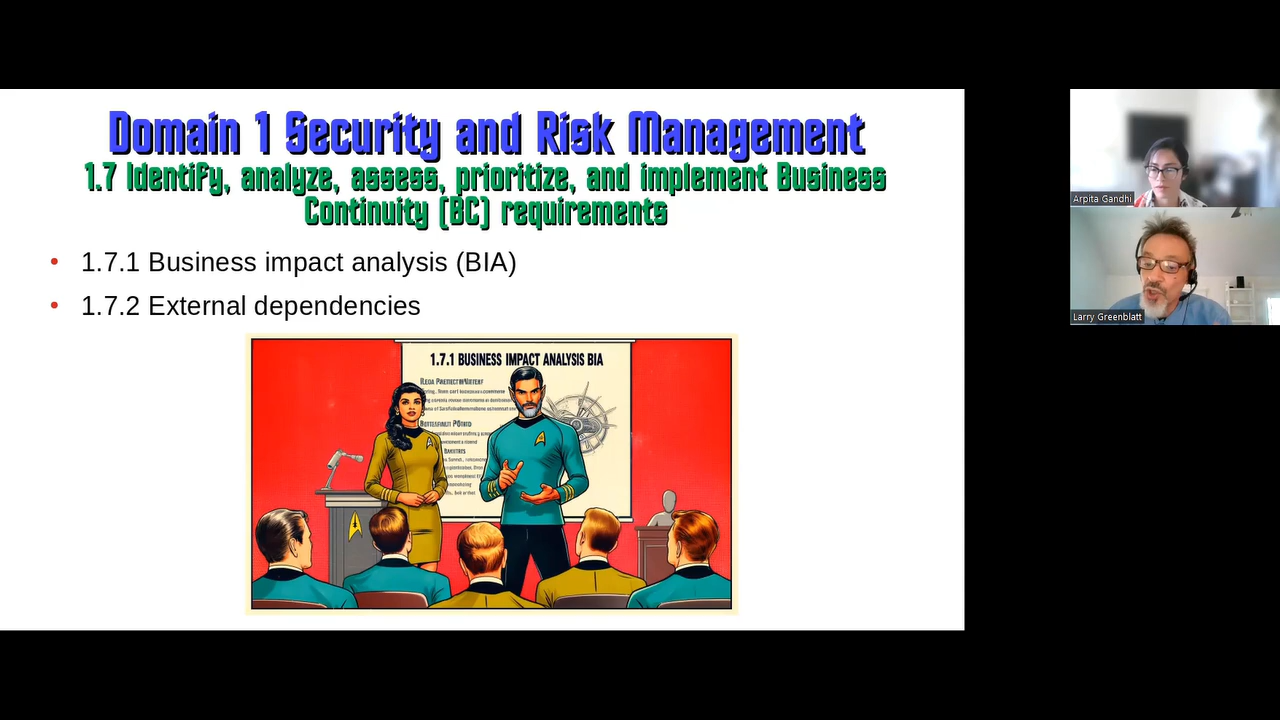 Domain 1 Security and Risk Management
1.7 Identify, analyze, assess, prioritize, and implement Business
Continuity (BC) requirements
1.7.1 Business impact analysis (BIA)
1.7.2 External dependencies
1.7.1 BUSINESS IMPACT ANALYSIS BIA
Arpita Gandhi
Larry Greenblatt